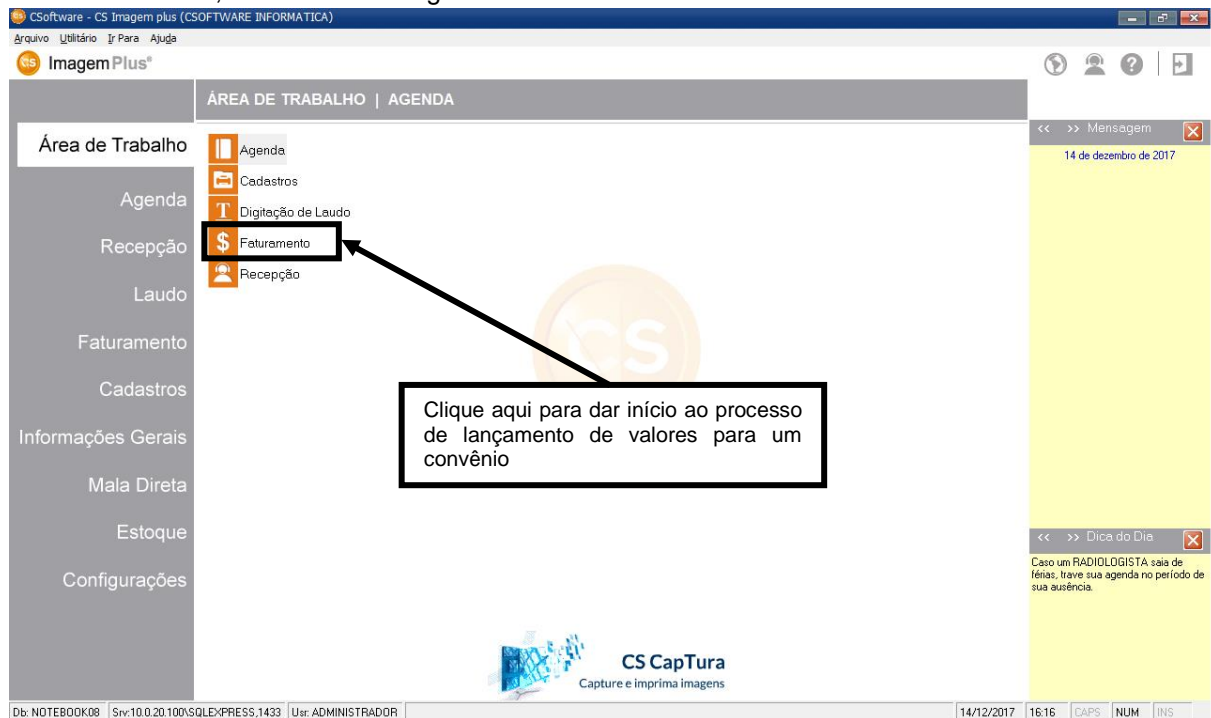 CSoftware - CS Imagem plus (CSOFTWARE INFORMATICA)
Arquivo Utilitário Ir Para Ajuda
CS ImagemPlus®
ÁREA DE TRABALHO | AGENDA
<< >> Mensagem
14 de dezembro de 2017
Área de Trabalho
Agenda
Recepção
Laudo
Faturamento
Cadastros
Informações Gerais
Mala Direta
Estoque
Configurações
Agenda
Cadastros
T Digitação de Laudo
$ Faturamento
Recepção
CS
Clique aqui para dar início ao processo
de lançamento de valores para um
convênio
<< >> Dica do Dia
Caso um RADIOLOGISTA saia de
férias, trave sua agenda no período de
sua ausência.
CS CapTura
Capture e imprima imagens
Db: NOTEBOOK08 Srv:10.0.20.100\SQLEXPRESS,1433 Usr: ADMINISTRADOR 14/12/2017 16:16 CAPS NUM INS